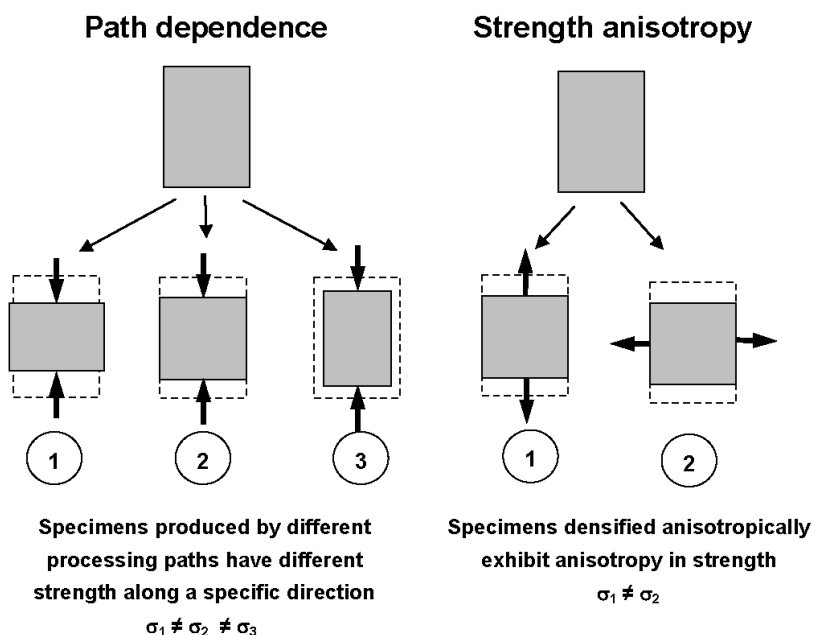 Path dependence
Strength anisotropy
1
2
3
1
2
Specimens produced by different
processing paths have different
strength along a specific direction
σ₁ ≠ σ₂ ≠ σ₃
Specimens densified anisotropically
exhibit anisotropy in strength
σ₁ ≠ σ₂